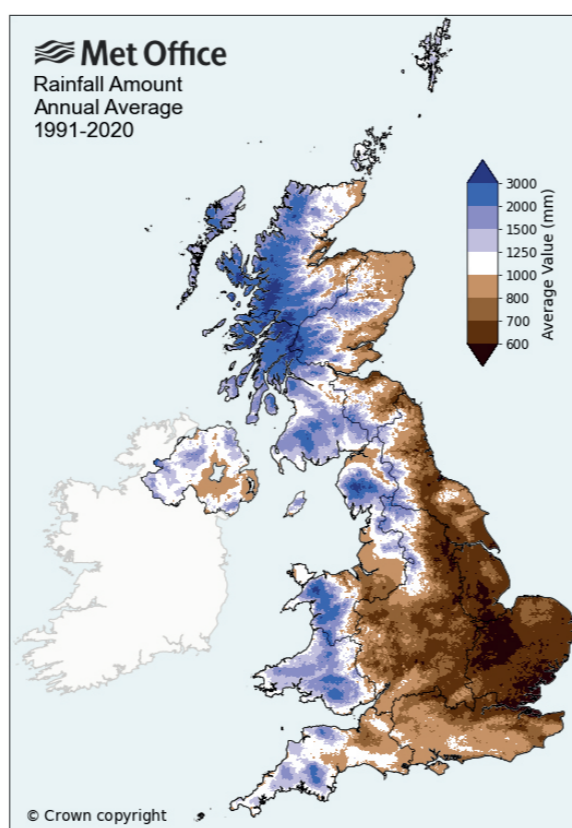 Met Office
Rainfall Amount
Annual Average
1991-2020
3000
2000
1500
1250
1000
800
700
600
Average Value (mm)
© Crown copyright